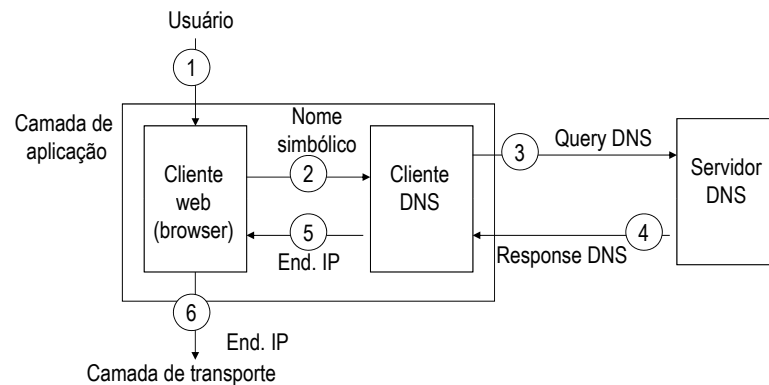 Usuário
1
Camada de
aplicação
Nome
simbólico
Cliente
web
(browser)
2
Cliente
DNS
3
Query DNS
Servidor
DNS
5
End. IP
4
Response DNS
6
End. IP
Camada de transporte